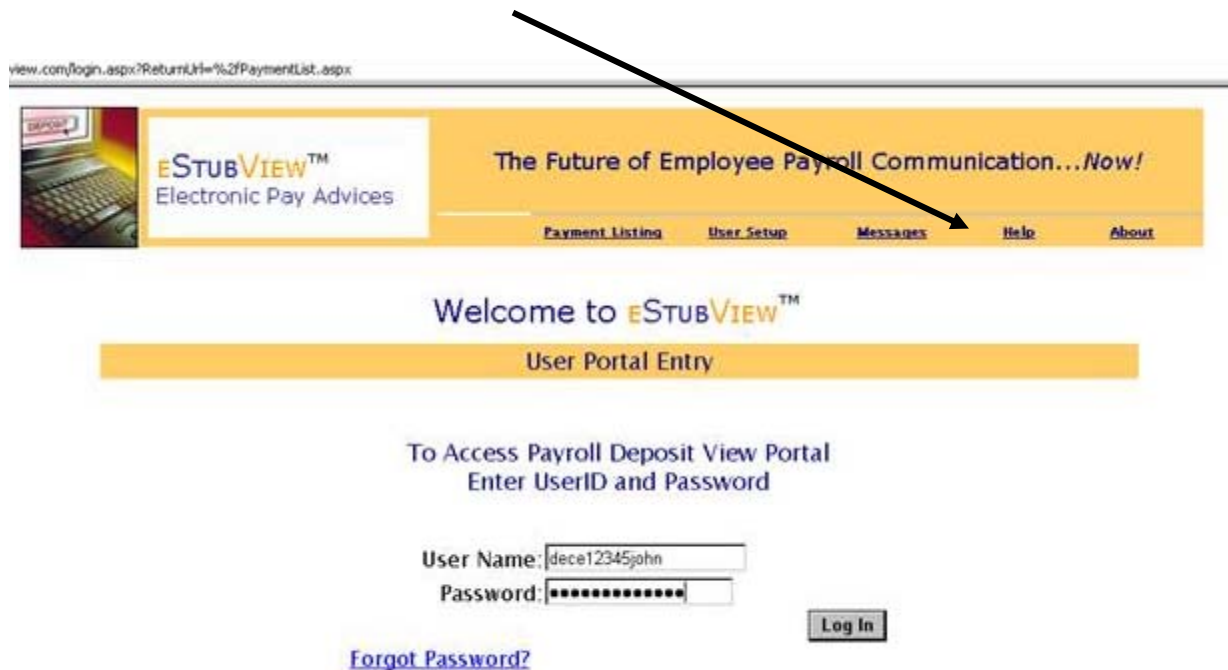 view.com/login.aspx?ReturnUrl=%2fPaymentList.aspx
DEPOSIT
ESTUBVIEW™
Electronic Pay Advices
The Future of Employee Payroll Communication...Now!
Payment Listing User Setup Messages Help About
Welcome to ESTUBVIEW™
User Portal Entry
To Access Payroll Deposit View Portal
Enter UserID and Password
User Name: dece12345john
Password: •••••••••••••
Log In
Forgot Password?